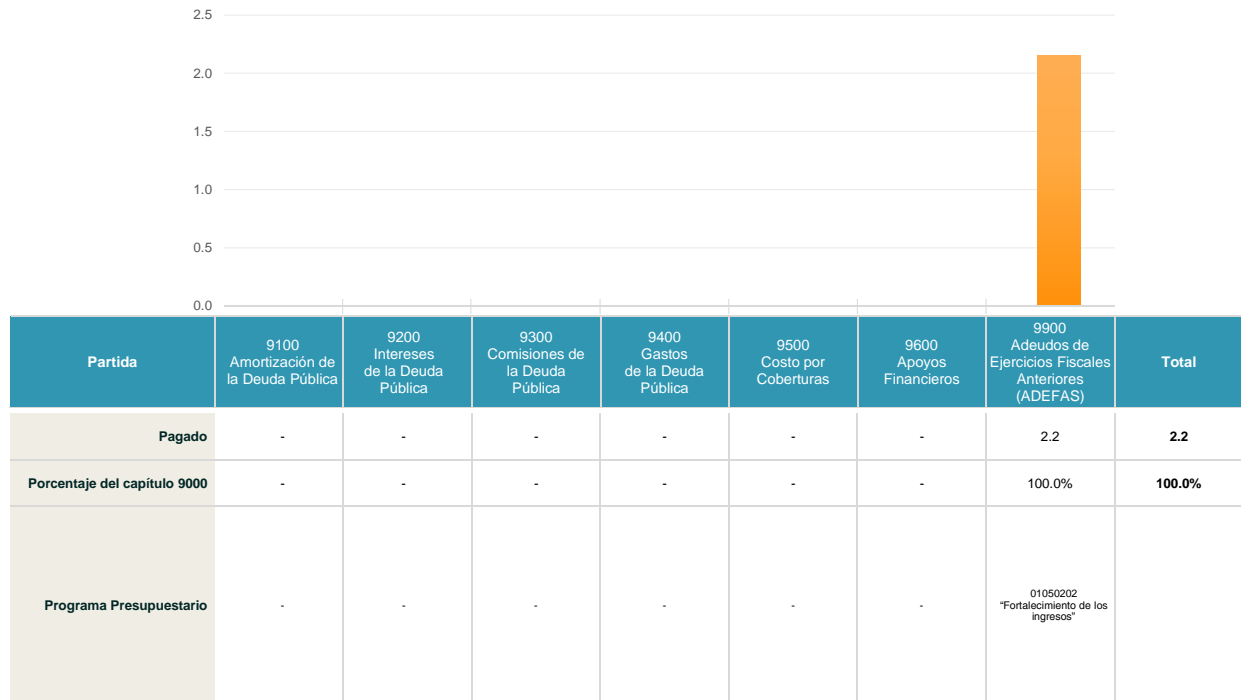 2.5
2.0
1.5
1.0
0.5
0.0
Partida
9100
Amortización de
la Deuda Pública
9200
Intereses
de la Deuda
Pública
9300
Comisiones de
la Deuda
Pública
9400
Gastos
de la Deuda
Pública
9500
Costo por
Coberturas
9600
Apoyos
Financieros
9900
Adeudos de
Ejercicios Fiscales
Anteriores
(ADEFAS)
Total
Pagado - - - - - - 2.2 2.2
Porcentaje del capítulo 9000 - - - - - - 100.0% 100.0%
Programa Presupuestario - - - - - -
01050202
“Fortalecimiento de los
ingresos”